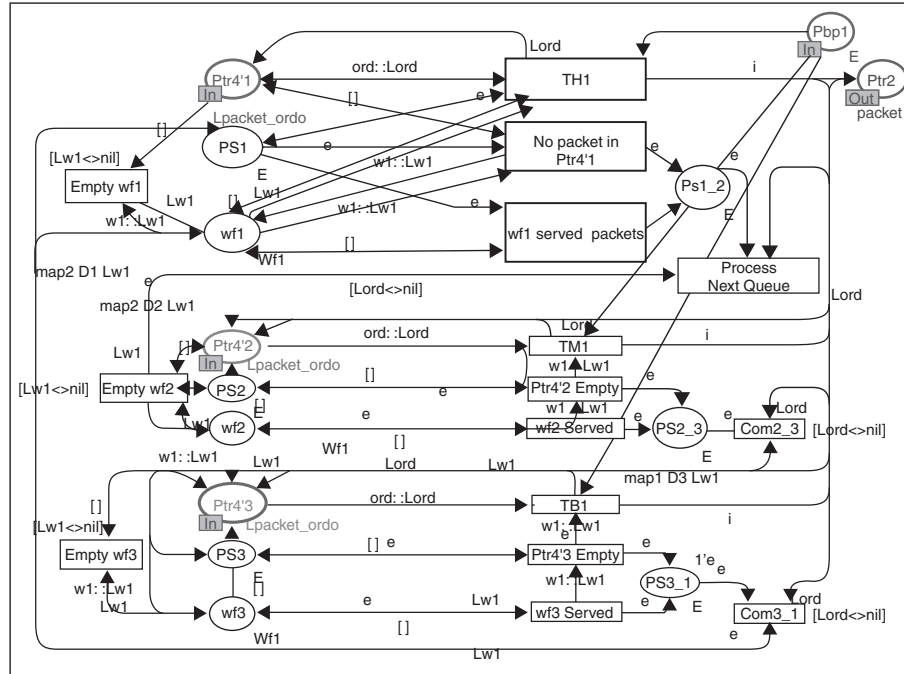 Pbp1
In
E
Lord
Ptr4'1
In
ord: :Lord
TH1
i
Ptr2
Out
packet
[ ]
e
Lpacket_ordo
[ ]
PS1
e
No packet in
Ptr4'1
e
e
w1: :Lw1
[Lw1<>nil]
E
Ps1_2
Empty wf1
Lw1
[ ]
Lw1
w1: :Lw1
e
E
w1: :Lw1
wf1
[ ]
wf1 served packets
Wf1
map2 D1 Lw1
e
Process
Next Queue
map2 D2 Lw1
[Lord<>nil]
Lord
Lord
ord: :Lord
Ptr4'2
TM1
i
Lw1
[ ]
In
Lpacket_ordo
w1: :Lw1
[Lw1<>nil]
Empty wf2
PS2
[ ]
e
e
Ptr4'2 Empty
e
[ ]
E
w1: :Lw1
Lw1
wf2
e
wf2 Served
e
PS2_3
e
Com2_3
Lord
[Lord<>nil]
[ ]
Wf1
E
w1: :Lw1
Lw1
Lord
Lw1
map1 D3 Lw1
Ptr4'3
ord: :Lord
TB1
i
[ ]
In
Lpacket_ordo
[Lw1<>nil]
w1: :Lw1
e
Empty wf3
PS3
[ ] e
Ptr4'3 Empty
e
1'e
e
E
[ ]
w1: :Lw1
w1: :Lw1
PS3_1
Lw1
Lord
wf3
e
Lw1
wf3 Served
e
E
Com3_1
[Lord<>nil]
[ ]
Wf1
e
Lw1